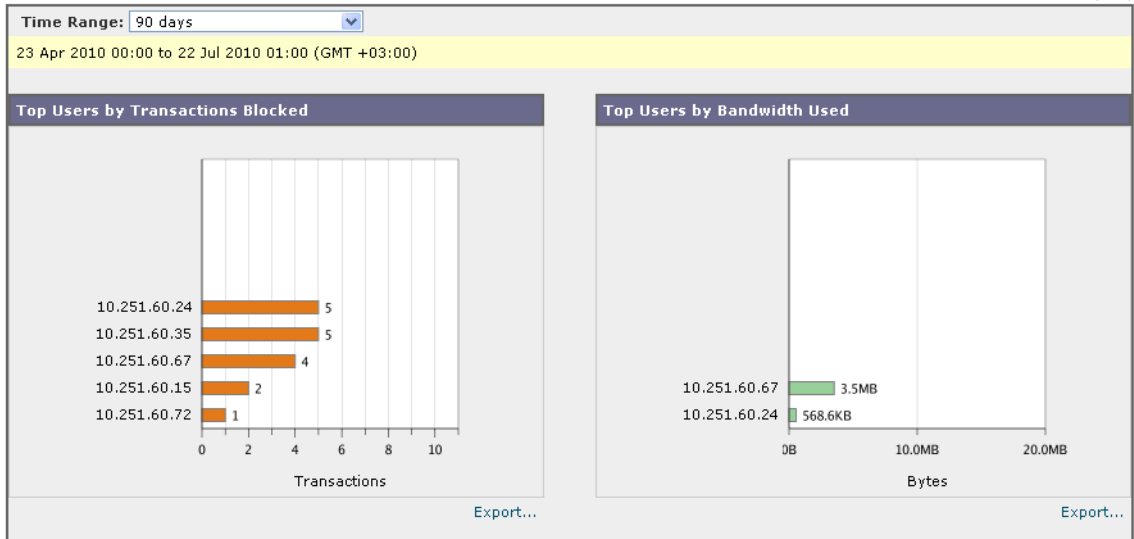 Time Range: 90 days
23 Apr 2010 00:00 to 22 Jul 2010 01:00 (GMT +03:00)
Top Users by Transactions Blocked
10.251.60.24 5
10.251.60.35 5
10.251.60.67 4
10.251.60.15 2
10.251.60.72 1
0 2 4 6 8 10
Transactions
Export...
Top Users by Bandwidth Used
10.251.60.67 3.5MB
10.251.60.24 568.6KB
0B 10.0MB 20.0MB
Bytes
Export...